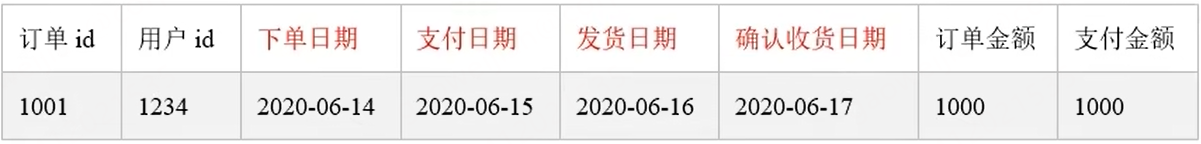 订单 id 用户 id 下单日期 支付日期 发货日期 确认收货日期 订单金额 支付金额
1001 1234 2020-06-14 2020-06-15 2020-06-16 2020-06-17 1000 1000